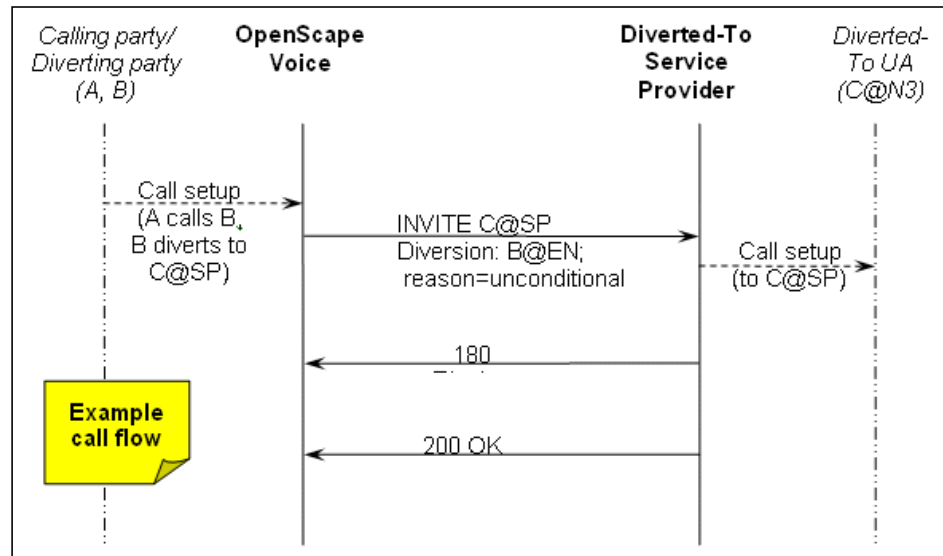 Calling party/
Diverting party
(A, B)
OpenScape
Voice
Diverted-To
Service
Provider
Diverted-
To UA
(C@N3)
Call setup
(A calls B,
B diverts to
C@SP)
INVITE C@SP
Diversion: B@EN;
reason=unconditional
Call setup
(to C@SP)
180
Example
call flow
200 OK